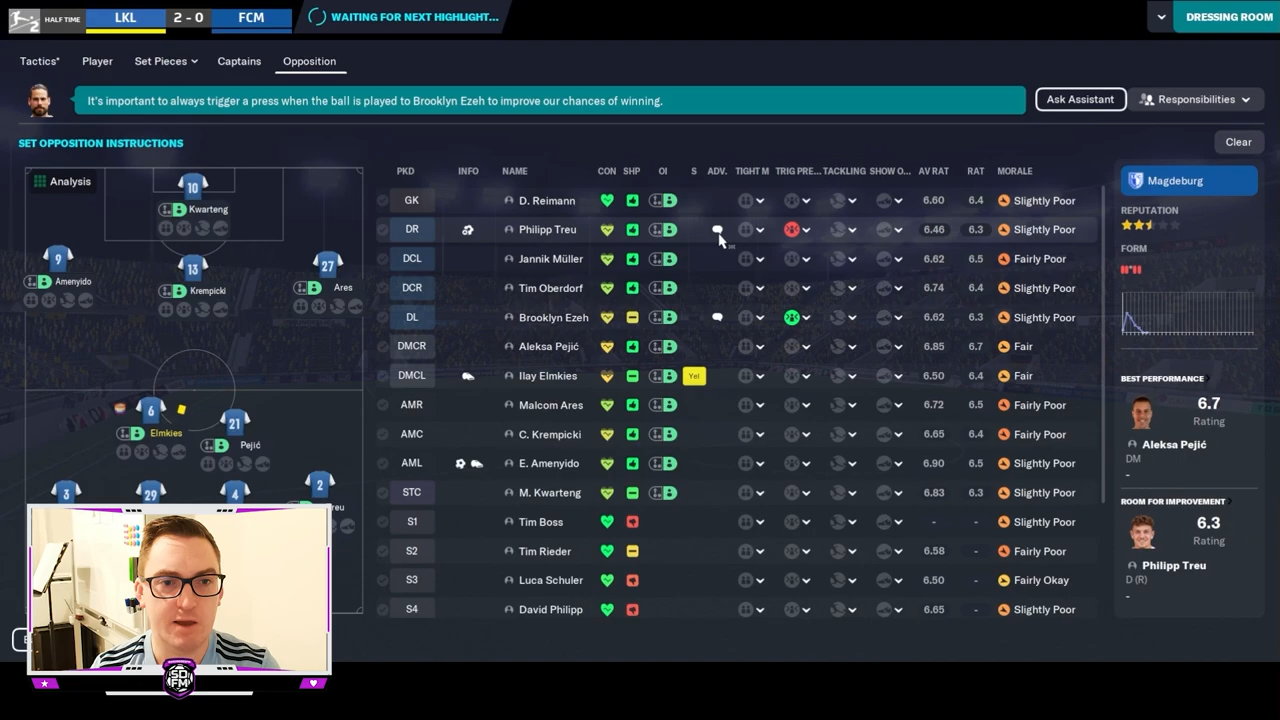 2
HALF TIME LKL 2 - 0 FCM WAITING FOR NEXT HIGHLIGHT... DRESSING ROOM
Tactics* Player Set Pieces Captains Opposition
It's important to always trigger a press when the ball is played to Brooklyn Ezeh to improve our chances of winning. Ask Assistant Responsibilities
SET OPPOSITION INSTRUCTIONS Clear
Analysis
10
Kwarteng
9
Amenyido
13
Krempicki
27
Ares
6
Elmkies
21
Pejić
3 29 4 2
PKD INFO NAME CON SHP OI S ADV. TIGHT M TRIG PRE... TACKLING SHOW O... AV RAT RAT MORALE
GK D. Reimann 6.60 6.4 Slightly Poor
DR Philipp Treu 6.46 6.3 Slightly Poor
DCL Jannik Müller 6.62 6.5 Fairly Poor
DCR Tim Oberdorf 6.74 6.4 Slightly Poor
DL Brooklyn Ezeh 6.62 6.3 Slightly Poor
DMCR Aleksa Pejić 6.85 6.7 Fair
DMCL Ilay Elmkies Yel 6.50 6.4 Fair
AMR Malcom Ares 6.72 6.5 Fairly Poor
AMC C. Krempicki 6.65 6.4 Fairly Poor
AML E. Amenyido 6.90 6.5 Slightly Poor
STC M. Kwarteng 6.83 6.3 Slightly Poor
S1 Tim Boss - - Slightly Poor
S2 Tim Rieder 6.58 - Fairly Poor
S3 Luca Schuler 6.50 - Fairly Okay
S4 David Philipp 6.65 - Slightly Poor
Magdeburg
REPUTATION
FORM
BEST PERFORMANCE
6.7
Rating
Aleksa Pejić
DM
-
ROOM FOR IMPROVEMENT
6.3
Rating
Philipp Treu
D (R)
-
SD
FM